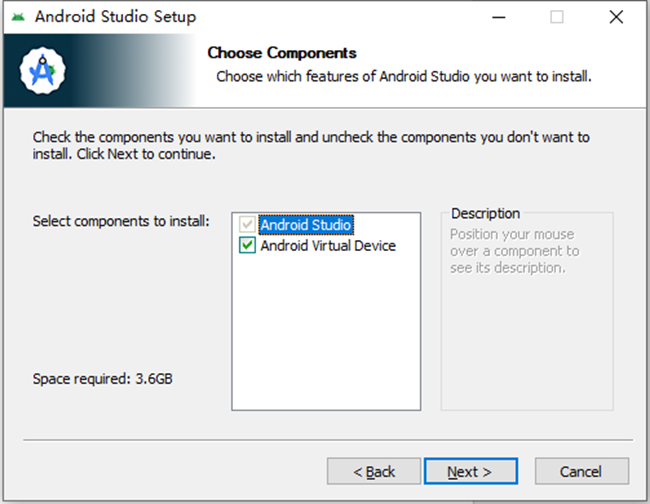 Android Studio Setup
Choose Components
Choose which features of Android Studio you want to install.
Check the components you want to install and uncheck the components you don't want to
install. Click Next to continue.
Select components to install:
Android Studio
Android Virtual Device
Description
Position your mouse
over a component to
see its description.
Space required: 3.6GB
< Back
Next >
Cancel